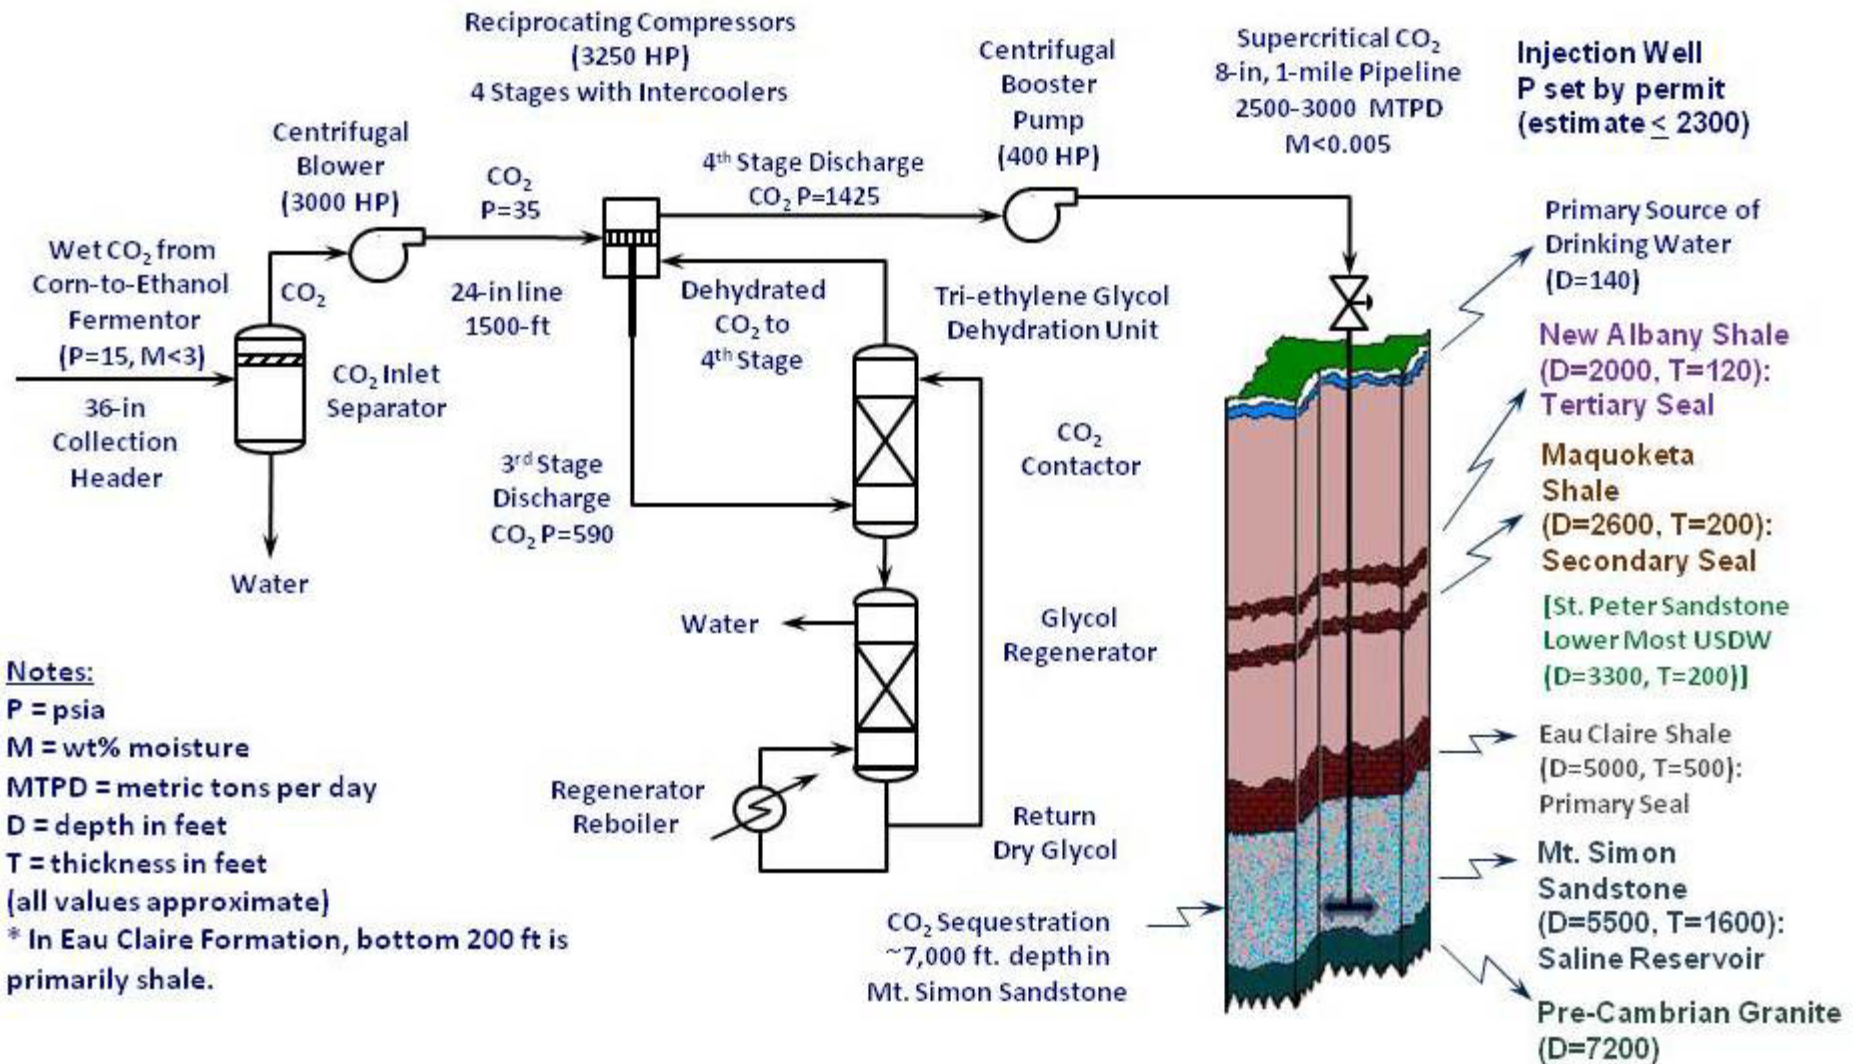 Reciprocating Compressors
(3250 HP)
4 Stages with Intercoolers
Centrifugal
Booster
Pump
(400 HP)
Supercritical CO₂
8-in, 1-mile Pipeline
2500-3000 MTPD
M<0.005
Injection Well
P set by permit
(estimate ≤ 2300)
Centrifugal
Blower
(3000 HP)
CO₂
P=35
4th Stage Discharge
CO₂ P=1425
Wet CO₂ from
Corn-to-Ethanol
Fermentor
(P=15, M<3)
CO₂
24-in line
1500-ft
Dehydrated
CO₂ to
4th Stage
Tri-ethylene Glycol
Dehydration Unit
36-in
Collection
Header
CO₂ Inlet
Separator
3rd Stage
Discharge
CO₂ P=590
CO₂
Contactor
Water
Water
Glycol
Regenerator
Regenerator
Reboiler
Return
Dry Glycol
CO₂ Sequestration
~7,000 ft. depth in
Mt. Simon Sandstone
Primary Source of
Drinking Water
(D=140)
New Albany Shale
(D=2000, T=120):
Tertiary Seal
Maquoketa
Shale
(D=2600, T=200):
Secondary Seal
[St. Peter Sandstone
Lower Most USDW
(D=3300, T=200)]
Eau Claire Shale
(D=5000, T=500):
Primary Seal
Mt. Simon
Sandstone
(D=5500, T=1600):
Saline Reservoir
Pre-Cambrian Granite
(D=7200)
Notes:
P = psia
M = wt% moisture
MTPD = metric tons per day
D = depth in feet
T = thickness in feet
(all values approximate)
* In Eau Claire Formation, bottom 200 ft is
primarily shale.